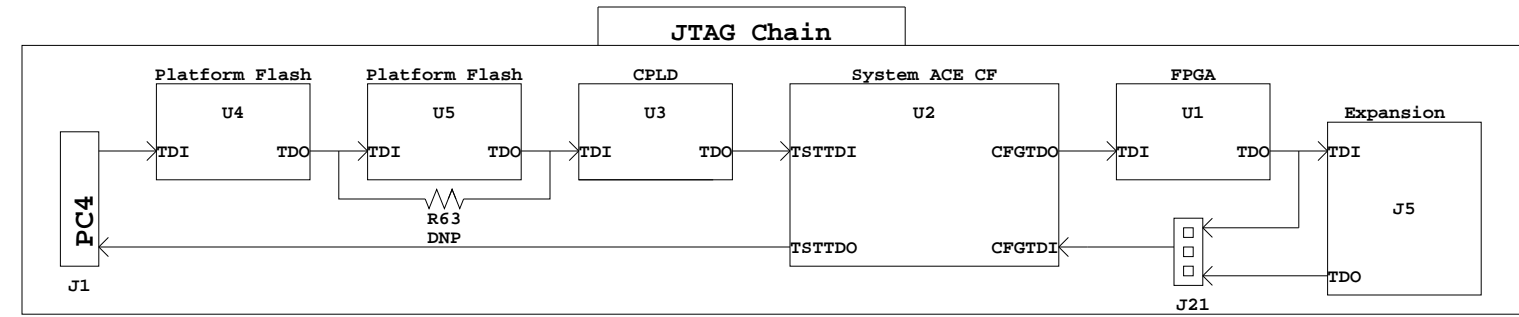 JTAG Chain
Platform Flash
Platform Flash
CPLD
System ACE CF
FPGA
Expansion
U4
U5
U3
U2
U1
J5
PC4
TDI
TDO
TDI
TDO
TDI
TDO
TSTTDI
CFGTDO
TDI
TDO
TDI
R63
DNP
TSTTDO
CFGTDI
TDO
J1
J21